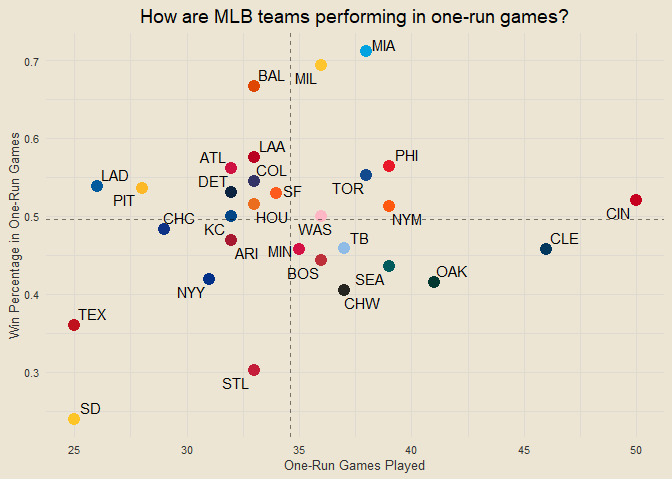 How are MLB teams performing in one-run games?
Win Percentage in One-Run Games
0.7
0.6
0.5
0.4
0.3
MIA
MIL
BAL
LAA
ATL
PHI
COL
LAD
DET
TOR
SF
PIT
CHC
HOU
NYM
CIN
KC
WAS
TB
CLE
ARI
MIN
BOS
SEA
OAK
NYY
CHW
TEX
STL
SD
25
30
35
40
45
50
One-Run Games Played